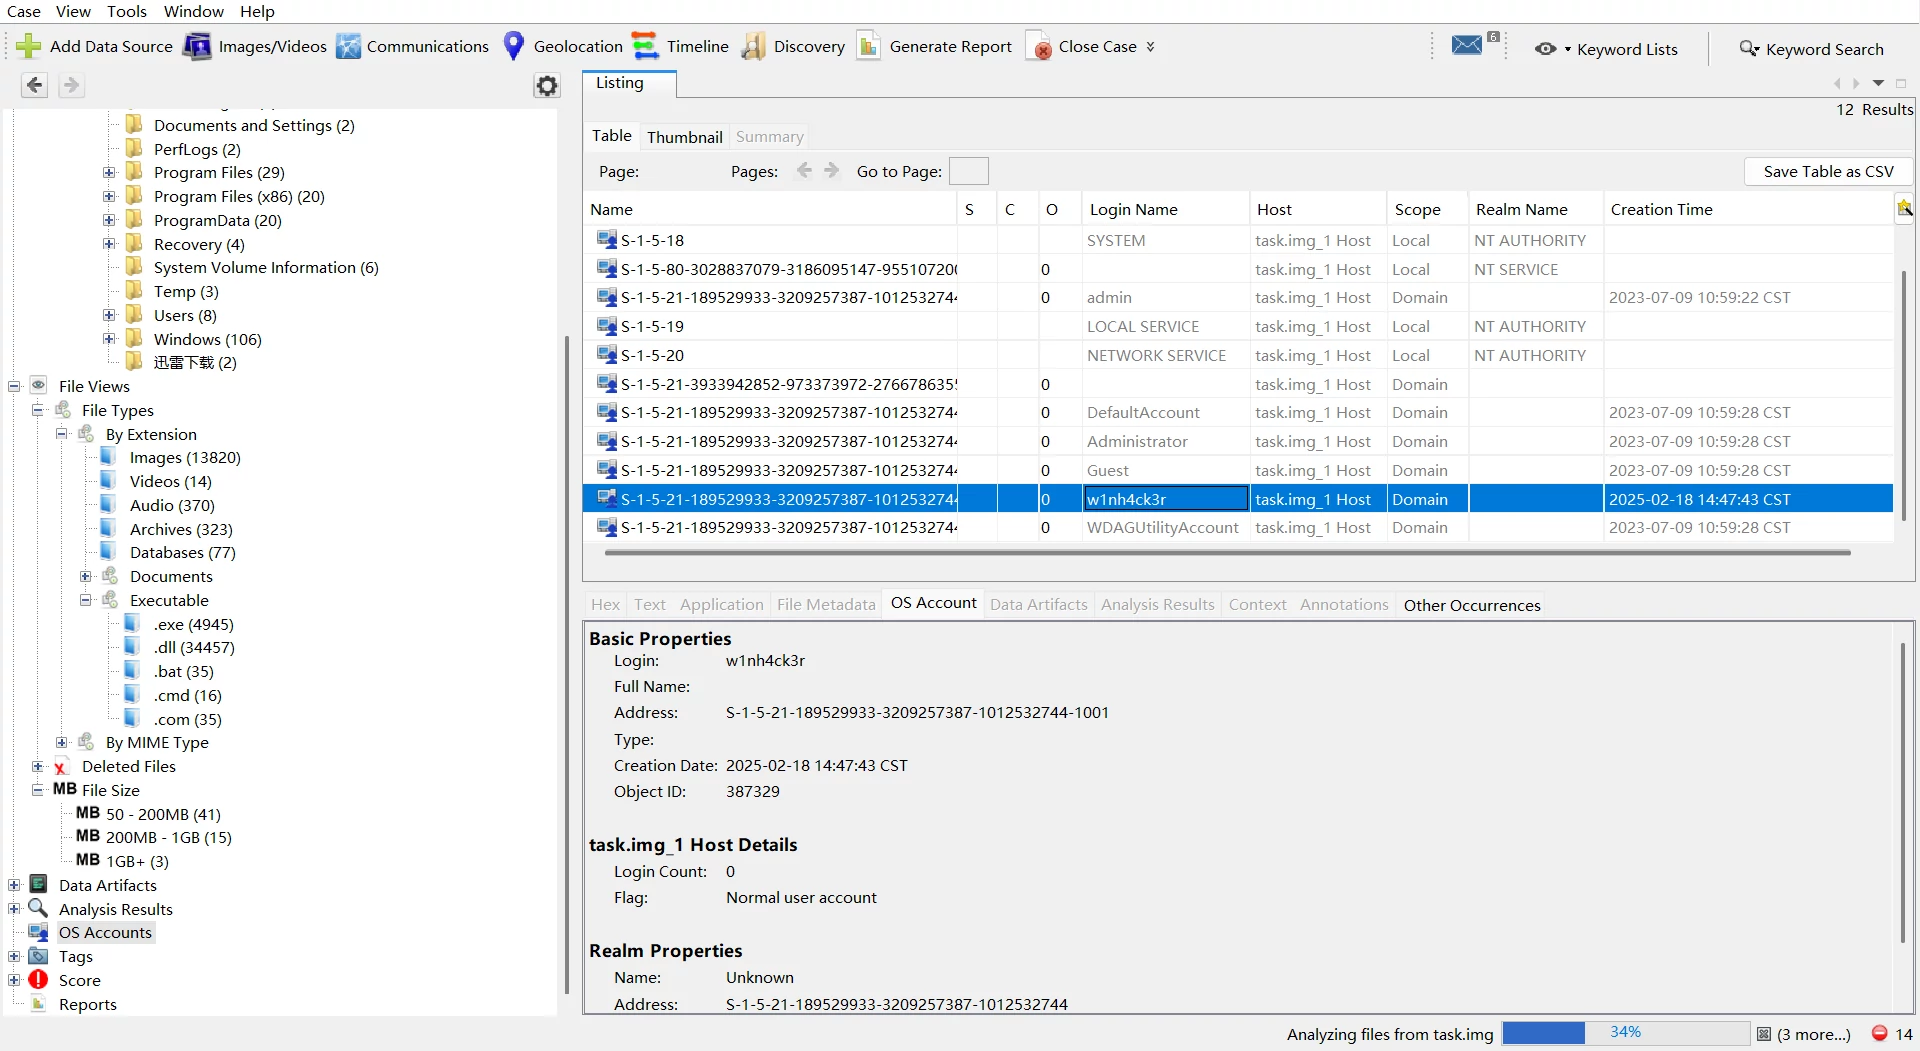 Case View Tools Window Help
Add Data Source Images/Videos Communications Geolocation Timeline Discovery Generate Report Close Case 6 Keyword Lists Keyword Search
Documents and Settings (2)
PerfLogs (2)
Program Files (29)
Program Files (x86) (20)
ProgramData (20)
Recovery (4)
System Volume Information (6)
Temp (3)
Users (8)
Windows (106)
迅雷下载 (2)
File Views
File Types
By Extension
Images (13820)
Videos (14)
Audio (370)
Archives (323)
Databases (77)
Documents
Executable
.exe (4945)
.dll (34457)
.bat (35)
.cmd (16)
.com (35)
By MIME Type
Deleted Files
MB File Size
MB 50 - 200MB (41)
MB 200MB - 1GB (15)
MB 1GB+ (3)
Data Artifacts
Analysis Results
OS Accounts
Tags
Score
Reports
Listing
12 Results
Table Thumbnail Summary
Page: Pages: Go to Page: Save Table as CSV
Name S C O Login Name Host Scope Realm Name Creation Time
S-1-5-18 SYSTEM task.img_1 Host Local NT AUTHORITY
S-1-5-80-3028837079-3186095147-95510720 0 task.img_1 Host Local NT SERVICE
S-1-5-21-189529933-3209257387-101253274 0 admin task.img_1 Host Domain 2023-07-09 10:59:22 CST
S-1-5-19 LOCAL SERVICE task.img_1 Host Local NT AUTHORITY
S-1-5-20 NETWORK SERVICE task.img_1 Host Local NT AUTHORITY
S-1-5-21-3933942852-973373972-276678635 0 task.img_1 Host Domain
S-1-5-21-189529933-3209257387-101253274 0 DefaultAccount task.img_1 Host Domain 2023-07-09 10:59:28 CST
S-1-5-21-189529933-3209257387-101253274 0 Administrator task.img_1 Host Domain 2023-07-09 10:59:28 CST
S-1-5-21-189529933-3209257387-101253274 0 Guest task.img_1 Host Domain 2023-07-09 10:59:28 CST
S-1-5-21-189529933-3209257387-101253274 0 w1nh4ck3r task.img_1 Host Domain 2025-02-18 14:47:43 CST
S-1-5-21-189529933-3209257387-101253274 0 WDAGUtilityAccount task.img_1 Host Domain 2023-07-09 10:59:28 CST
Hex Text Application File Metadata OS Account Data Artifacts Analysis Results Context Annotations Other Occurrences
Basic Properties
Login: w1nh4ck3r
Full Name:
Address: S-1-5-21-189529933-3209257387-1012532744-1001
Type:
Creation Date: 2025-02-18 14:47:43 CST
Object ID: 387329
task.img_1 Host Details
Login Count: 0
Flag: Normal user account
Realm Properties
Name: Unknown
Address: S-1-5-21-189529933-3209257387-1012532744
Analyzing files from task.img 34% (3 more...) 14